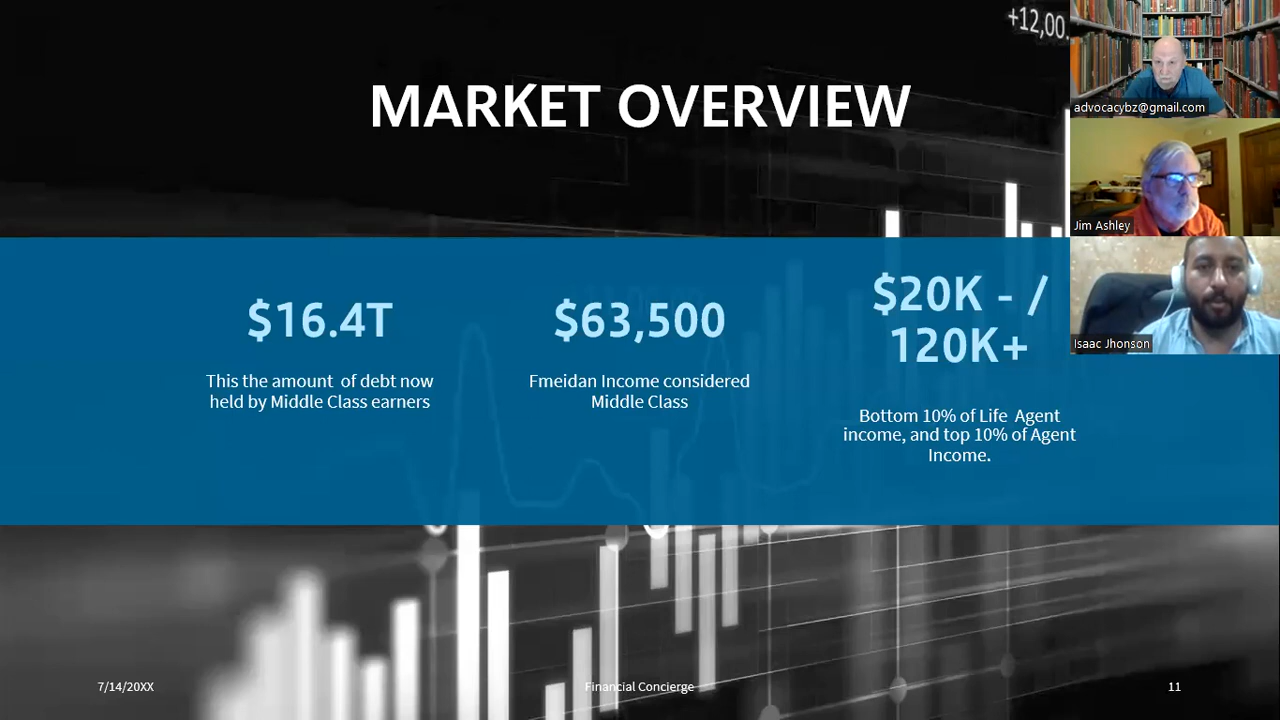 +12,00.
MARKET OVERVIEW
$16.4T
This the amount  of debt now
held by Middle Class earners
$63,500
Fmeidan Income considered
Middle Class
$20K - /
120K+
Bottom 10% of Life  Agent
income, and top 10% of Agent
Income.
advocacybz@gmail.com
Jim Ashley
Isaac Jhonson
7/14/20XX
Financial Concierge
11